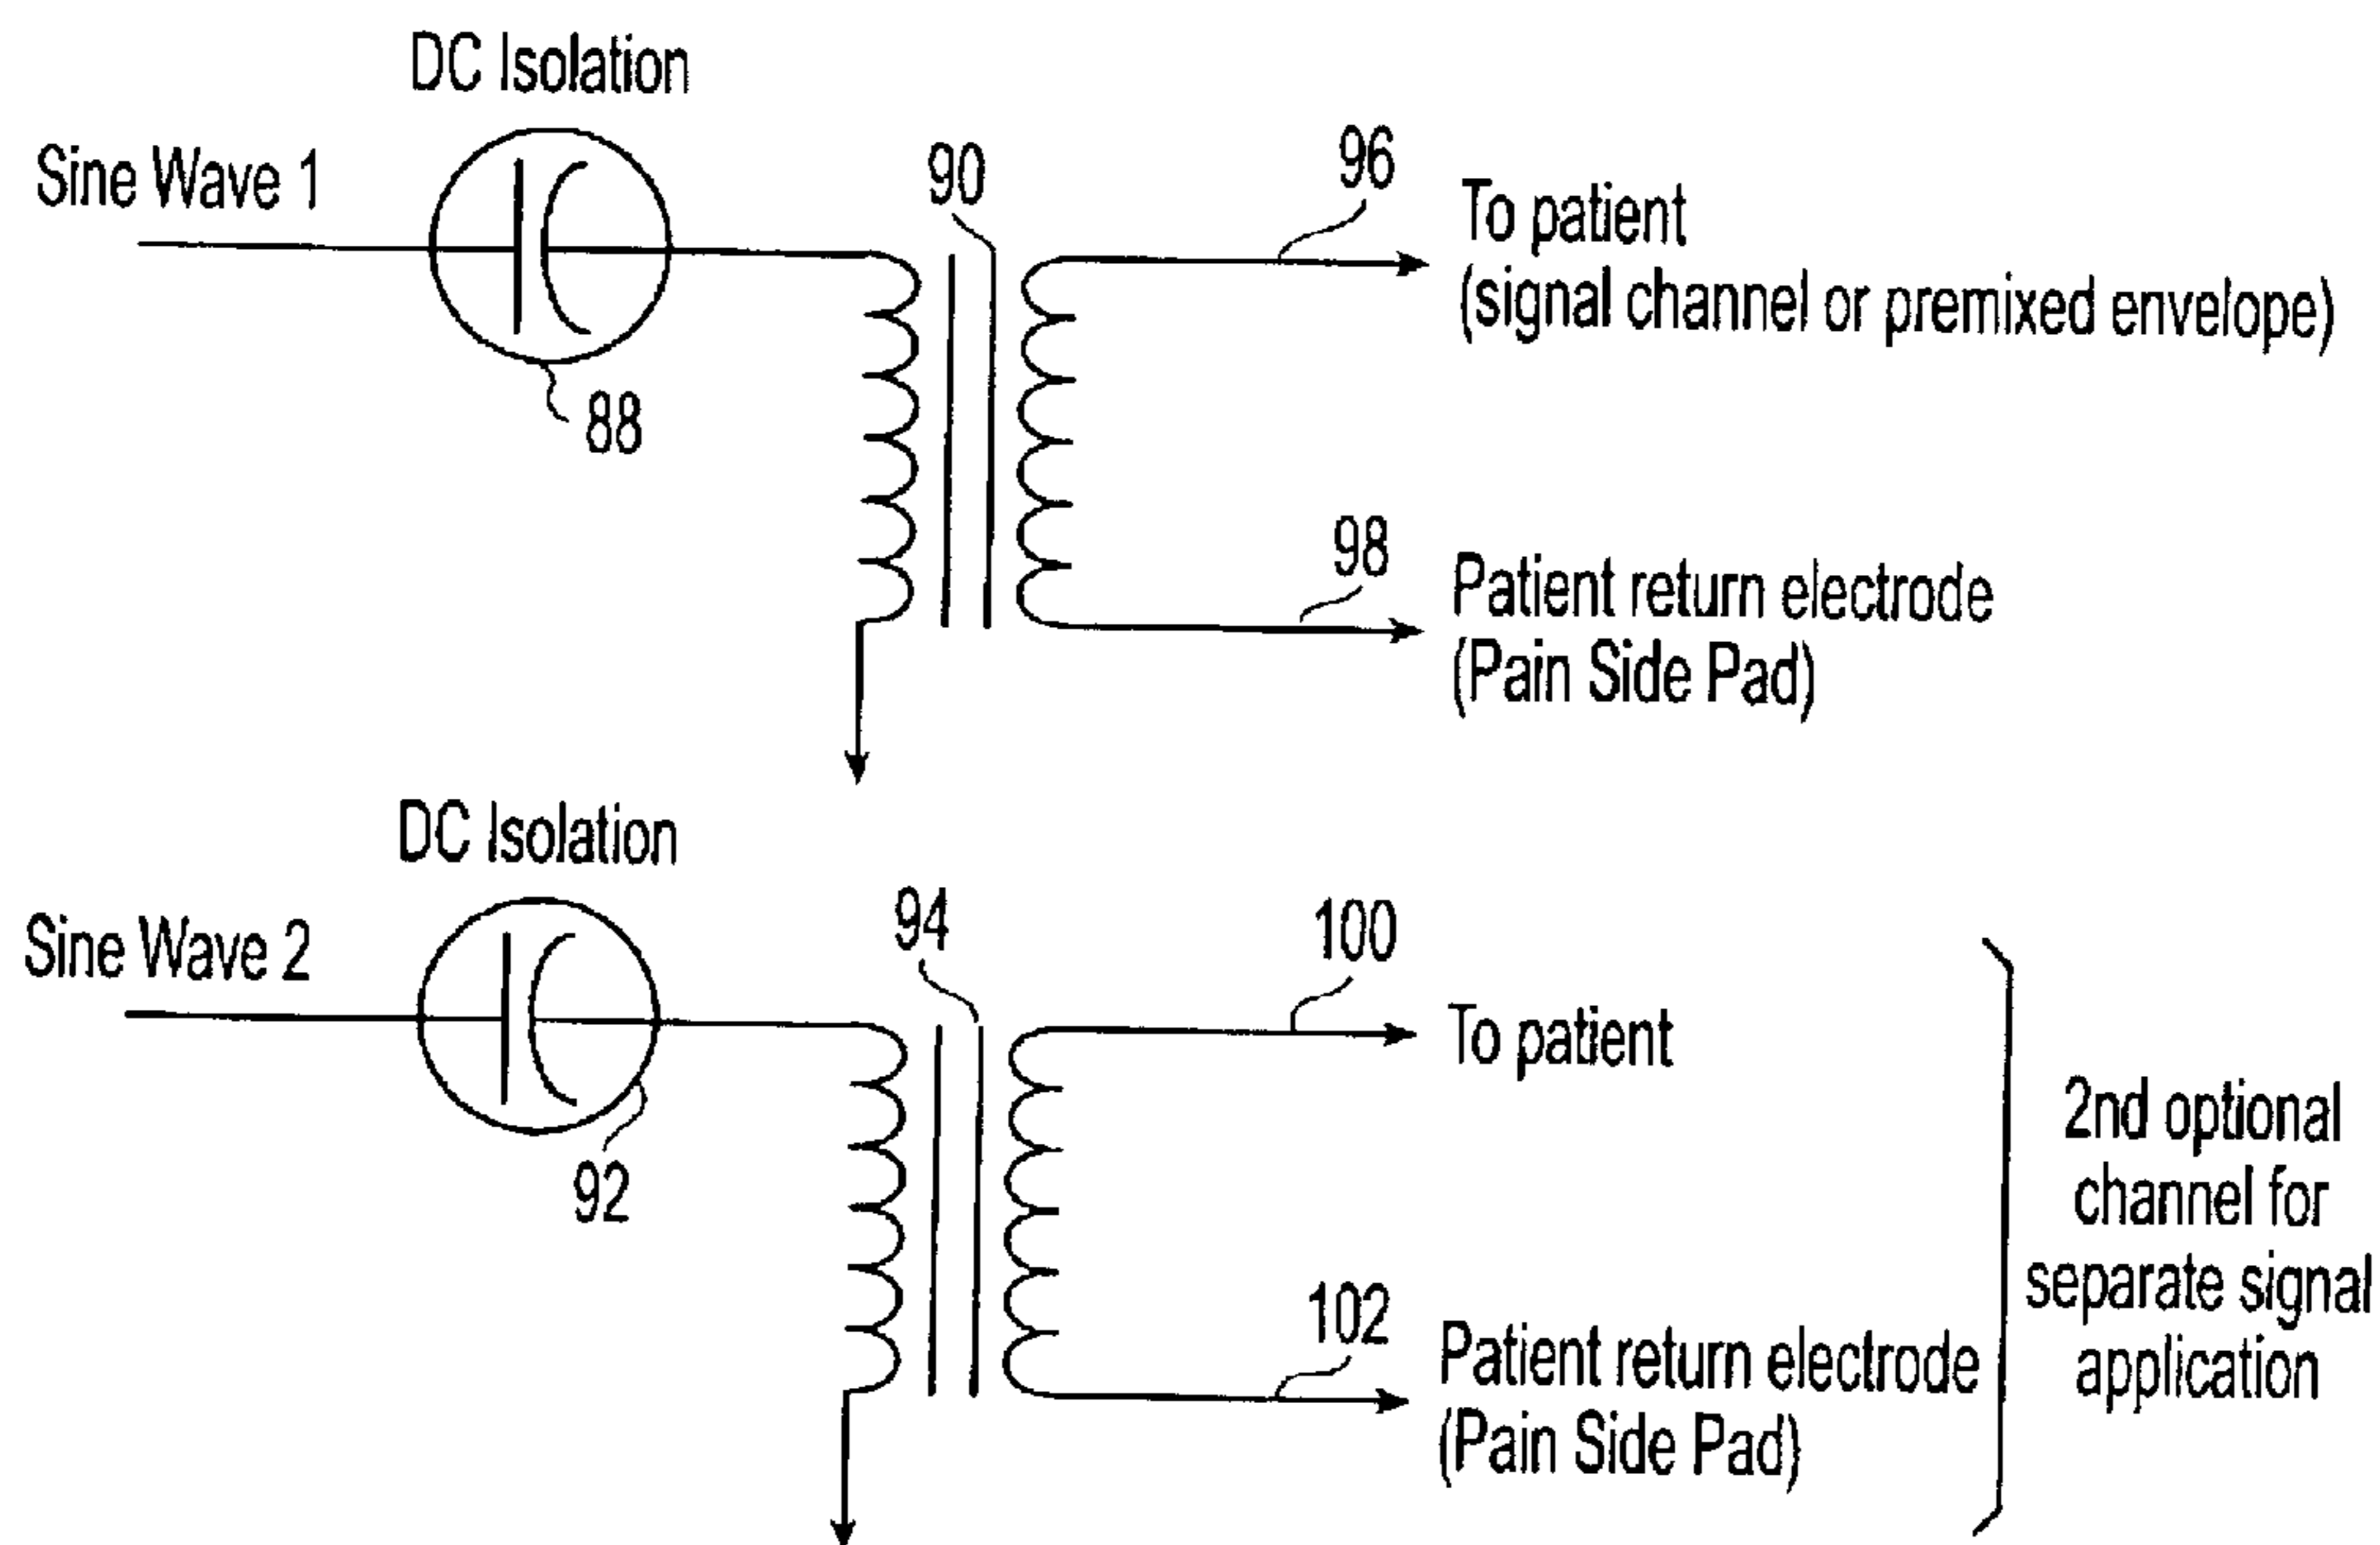 DC Isolation
Sine Wave 1
88
90
96
To patient
(signal channel or premixed envelope)
98
Patient return electrode
(Pain Side Pad)
DC Isolation
Sine Wave 2
92
94
100
To patient
102
Patient return electrode
(Pain Side Pad)
2nd optional
channel for
separate signal
application